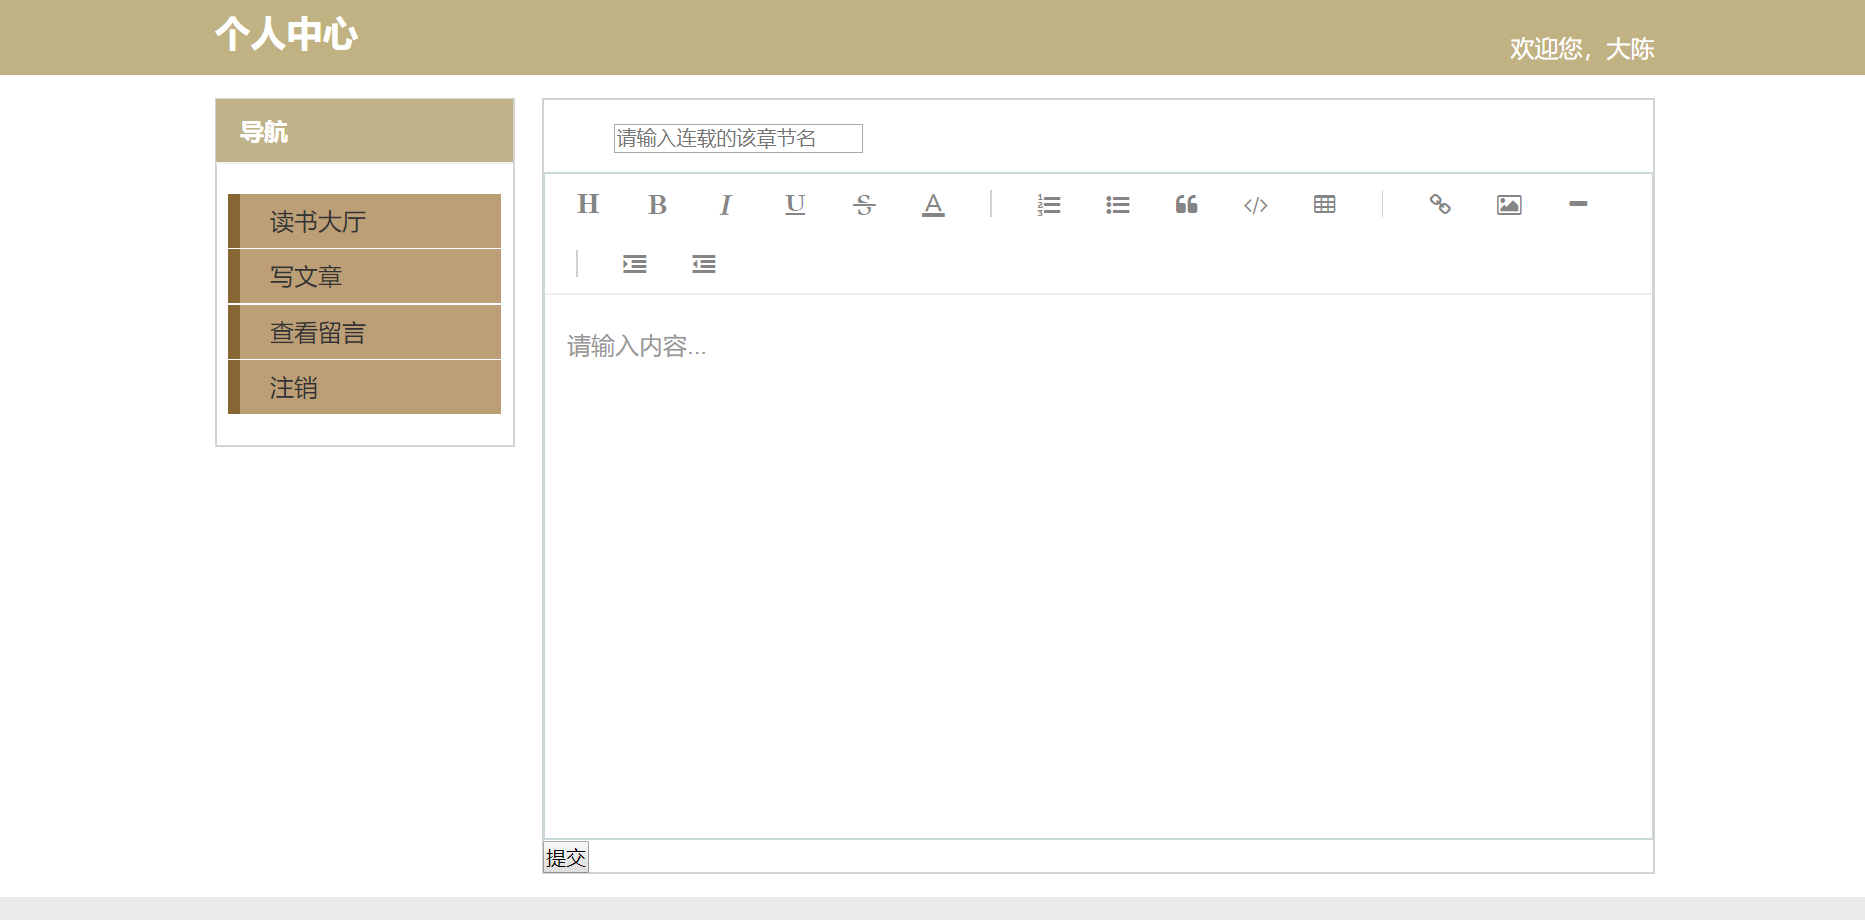 个人中心
欢迎您，大陈
导航
读书大厅
写文章
查看留言
注销
请输入连载的该章节名
H B I U S A
请输入内容...
提交